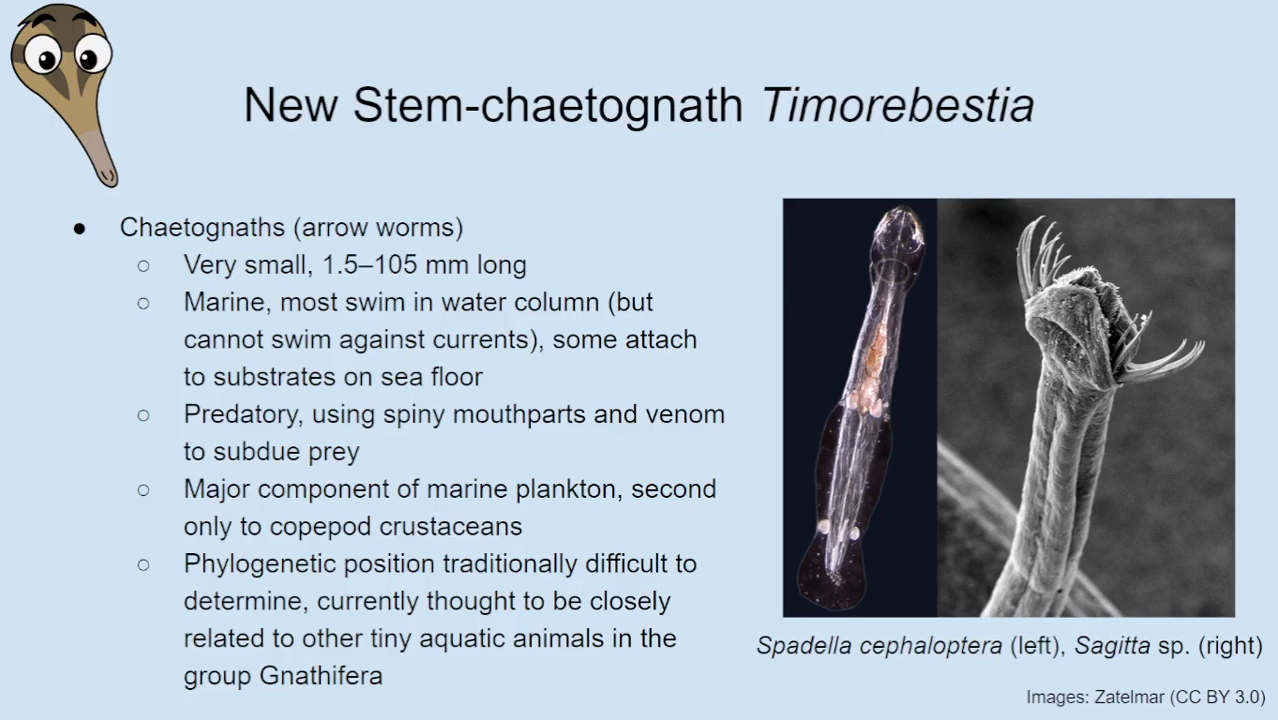 New Stem-chaetognath Timorebestia
● Chaetognaths (arrow worms)
○ Very small, 1.5–105 mm long
○ Marine, most swim in water column (but
cannot swim against currents), some attach
to substrates on sea floor
○ Predatory, using spiny mouthparts and venom
to subdue prey
○ Major component of marine plankton, second
only to copepod crustaceans
○ Phylogenetic position traditionally difficult to
determine, currently thought to be closely
related to other tiny aquatic animals in the
group Gnathifera
Spadella cephaloptera (left), Sagitta sp. (right)
Images: Zatelmar (CC BY 3.0)